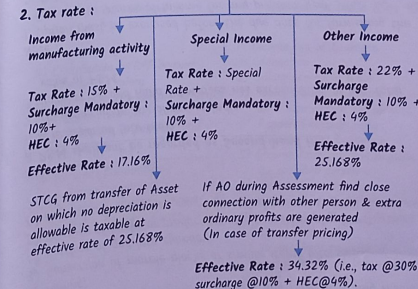 2. Tax rate :
Income from
manufacturing activity
Tax Rate : 15% +
Surcharge Mandatory :
10%+
HEC : 4%
Effective Rate : 17.16%
STCG from transfer of Asset
on which no depreciation is
allowable is taxable at
effective rate of 25.168%
Special Income
Tax Rate : Special
Rate +
Surcharge Mandatory :
10% +
HEC : 4%
Other Income
Tax Rate : 22% +
Surcharge
Mandatory : 10% +
HEC : 4%
Effective Rate :
25.168%
If AO during Assessment find close
connection with other person & extra
ordinary profits are generated
(In case of transfer pricing)
Effective Rate : 34.32% (i.e., tax @30%
surcharge @10% + HEC@4%).